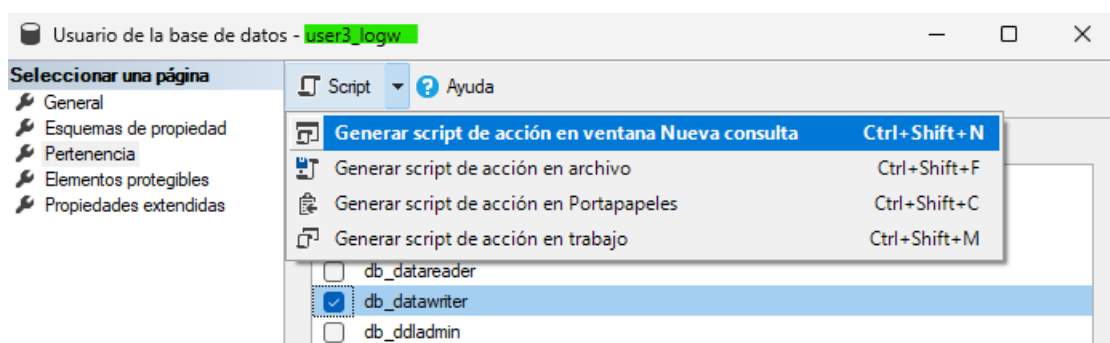 Usuario de la base de datos - user3_logw
Seleccionar una página
General
Esquemas de propiedad
Pertenencia
Elementos protegibles
Propiedades extendidas
Script Ayuda
Generar script de acción en ventana Nueva consulta Ctrl+Shift+N
Generar script de acción en archivo Ctrl+Shift+F
Generar script de acción en Portapapeles Ctrl+Shift+C
Generar script de acción en trabajo Ctrl+Shift+M
db_datareader
db_datawriter
db_ddladmin